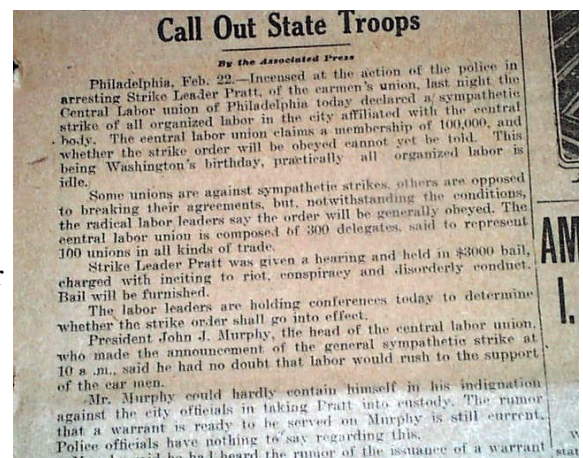 Call Out State Troops
By the Associated Press
Philadelphia, Feb. 22.—Incensed at the action of the police in
arresting Strike Leader Pratt, of the carmen's union, last night the
Central Labor union of Philadelphia today declared a sympathetic
strike of all organized labor in the city affiliated with the central
body. The central labor union claims a membership of 100,000, and
whether the strike order will be obeyed cannot yet be told. This
being Washington's birthday, practically all organized labor is
idle.
Some unions are against sympathetic strikes, others are opposed
to breaking their agreements, but, notwithstanding the conditions,
the radical labor leaders say the order will be generally obeyed. The
central labor union is composed of 300 delegates, said to represent
100 unions in all kinds of trade.
Strike Leader Pratt was given a hearing and held in $3000 bail,
charged with inciting to riot, conspiracy and disorderly conduct.
Bail will be furnished.
The labor leaders are holding conferences today to determine
whether the strike order shall go into effect.
President John J. Murphy, the head of the central labor union,
who made the announcement of the general sympathetic strike at
10 a .m., said he had no doubt that labor would rush to the support
of the car men.
Mr. Murphy could hardly contain himself in his indignation
against the city officials in taking Pratt into custody. The rumor
that a warrant is ready to be served on Murphy is still current.
Police officials have nothing to say regarding this.
he had heard the rumor of the issuance of a warrant
AM
I.